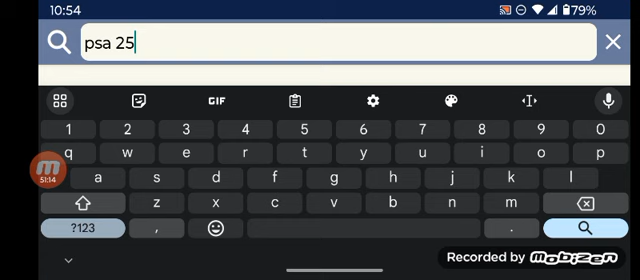 10:54 79%
psa 25
GIF
1 2 3 4 5 6 7 8 9 0
q w e r t y u i o p
a s d f g h j k l
51:14
z x c v b n m
?123 , .
Recorded by mobizen